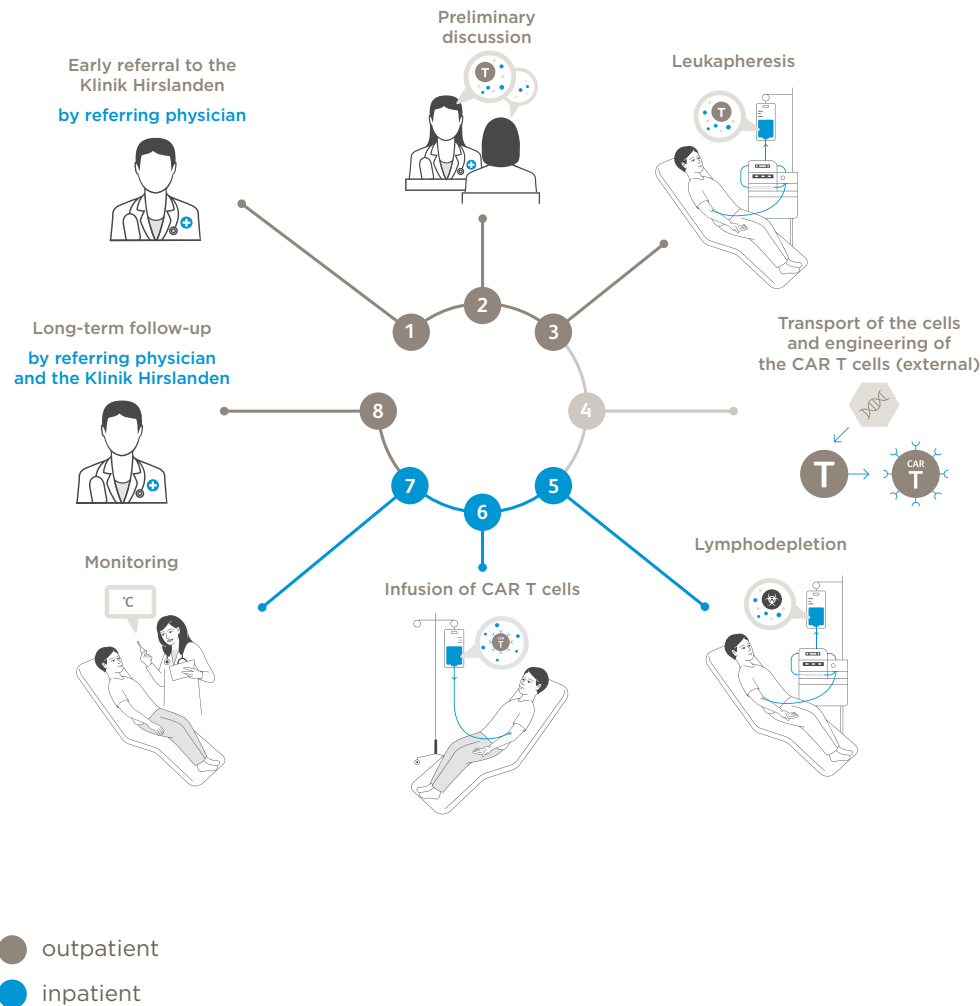 Early referral to the
Klinik Hirslanden
by referring physician
1
Preliminary
discussion
T
2
Leukapheresis
T
3
Transport of the cells
and engineering of
the CAR T cells (external)
T
CAR
T
4
Lymphodepletion
5
Infusion of CAR T cells
CAR
T
6
Monitoring
°C
7
Long-term follow-up
by referring physician
and the Klinik Hirslanden
8
outpatient
inpatient